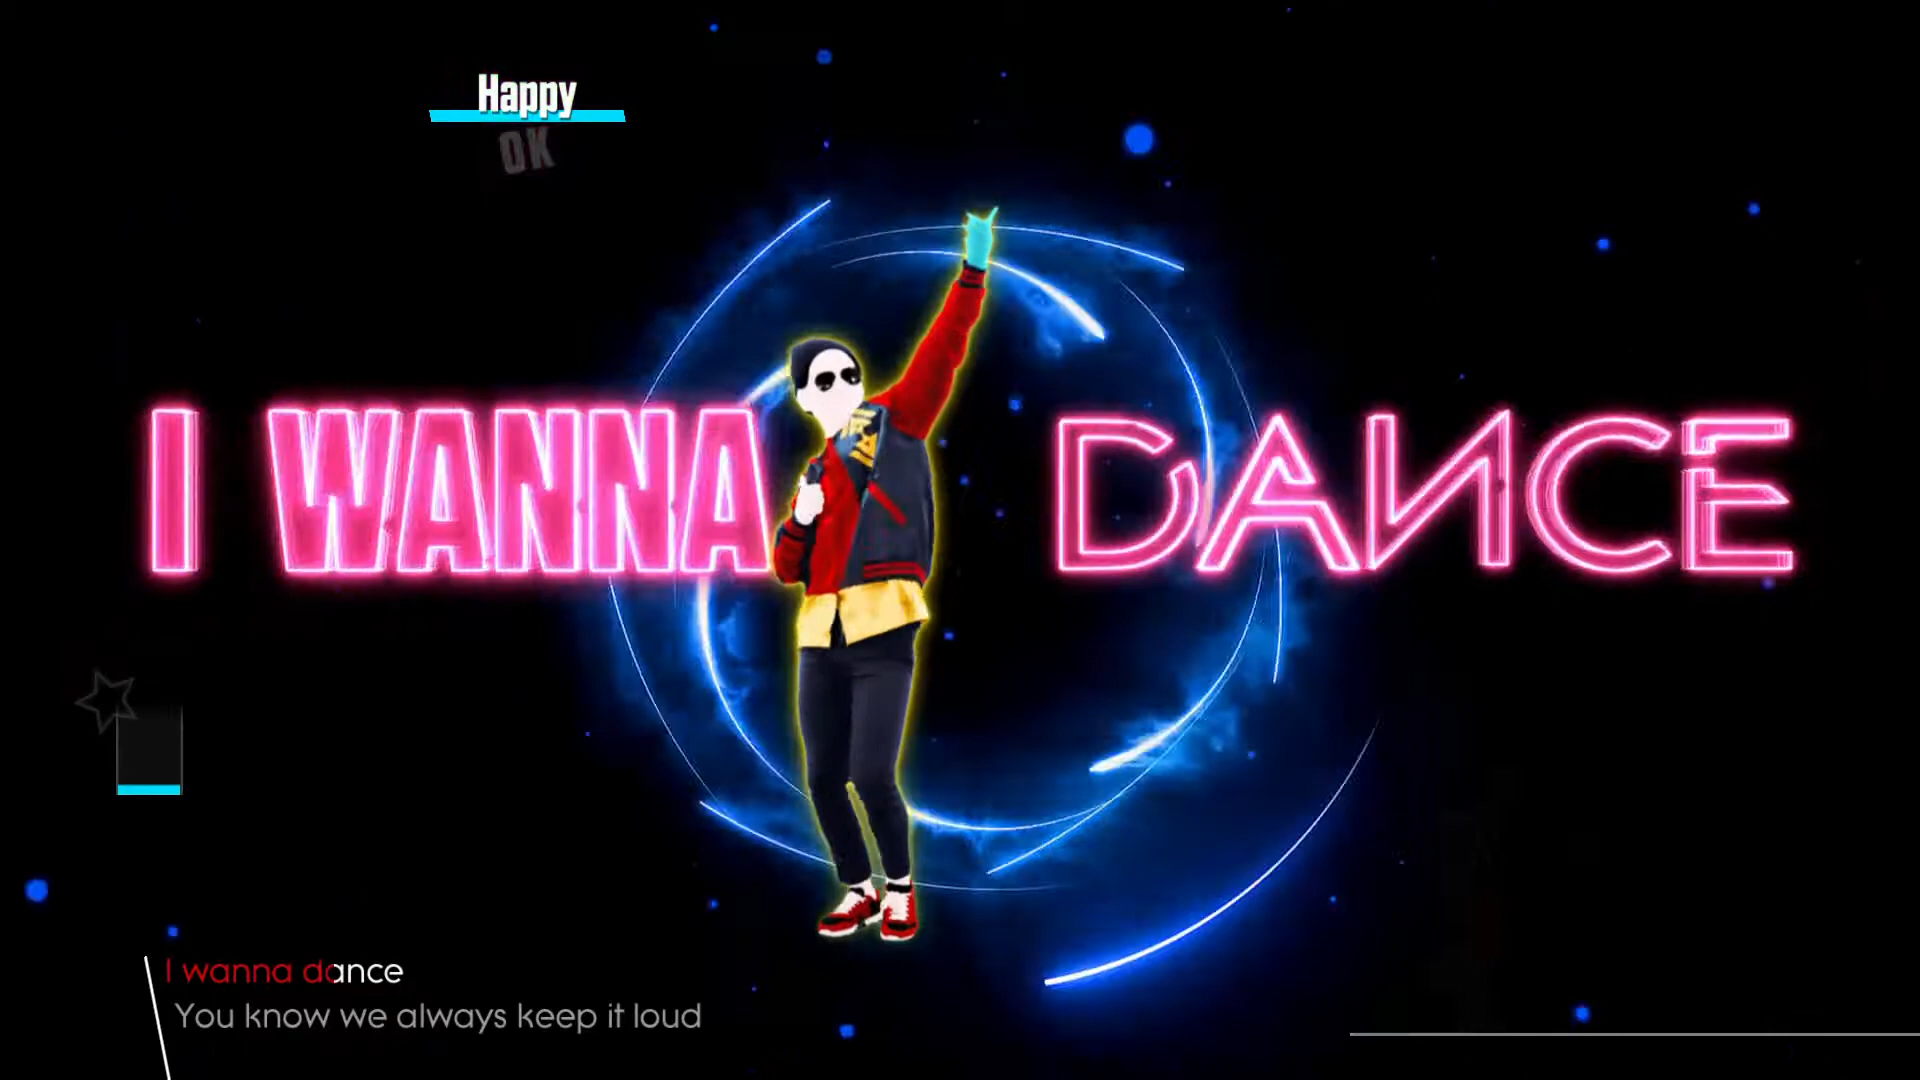 Happy
OK
I WANNA DANCE
I wanna dance
You know we always keep it loud